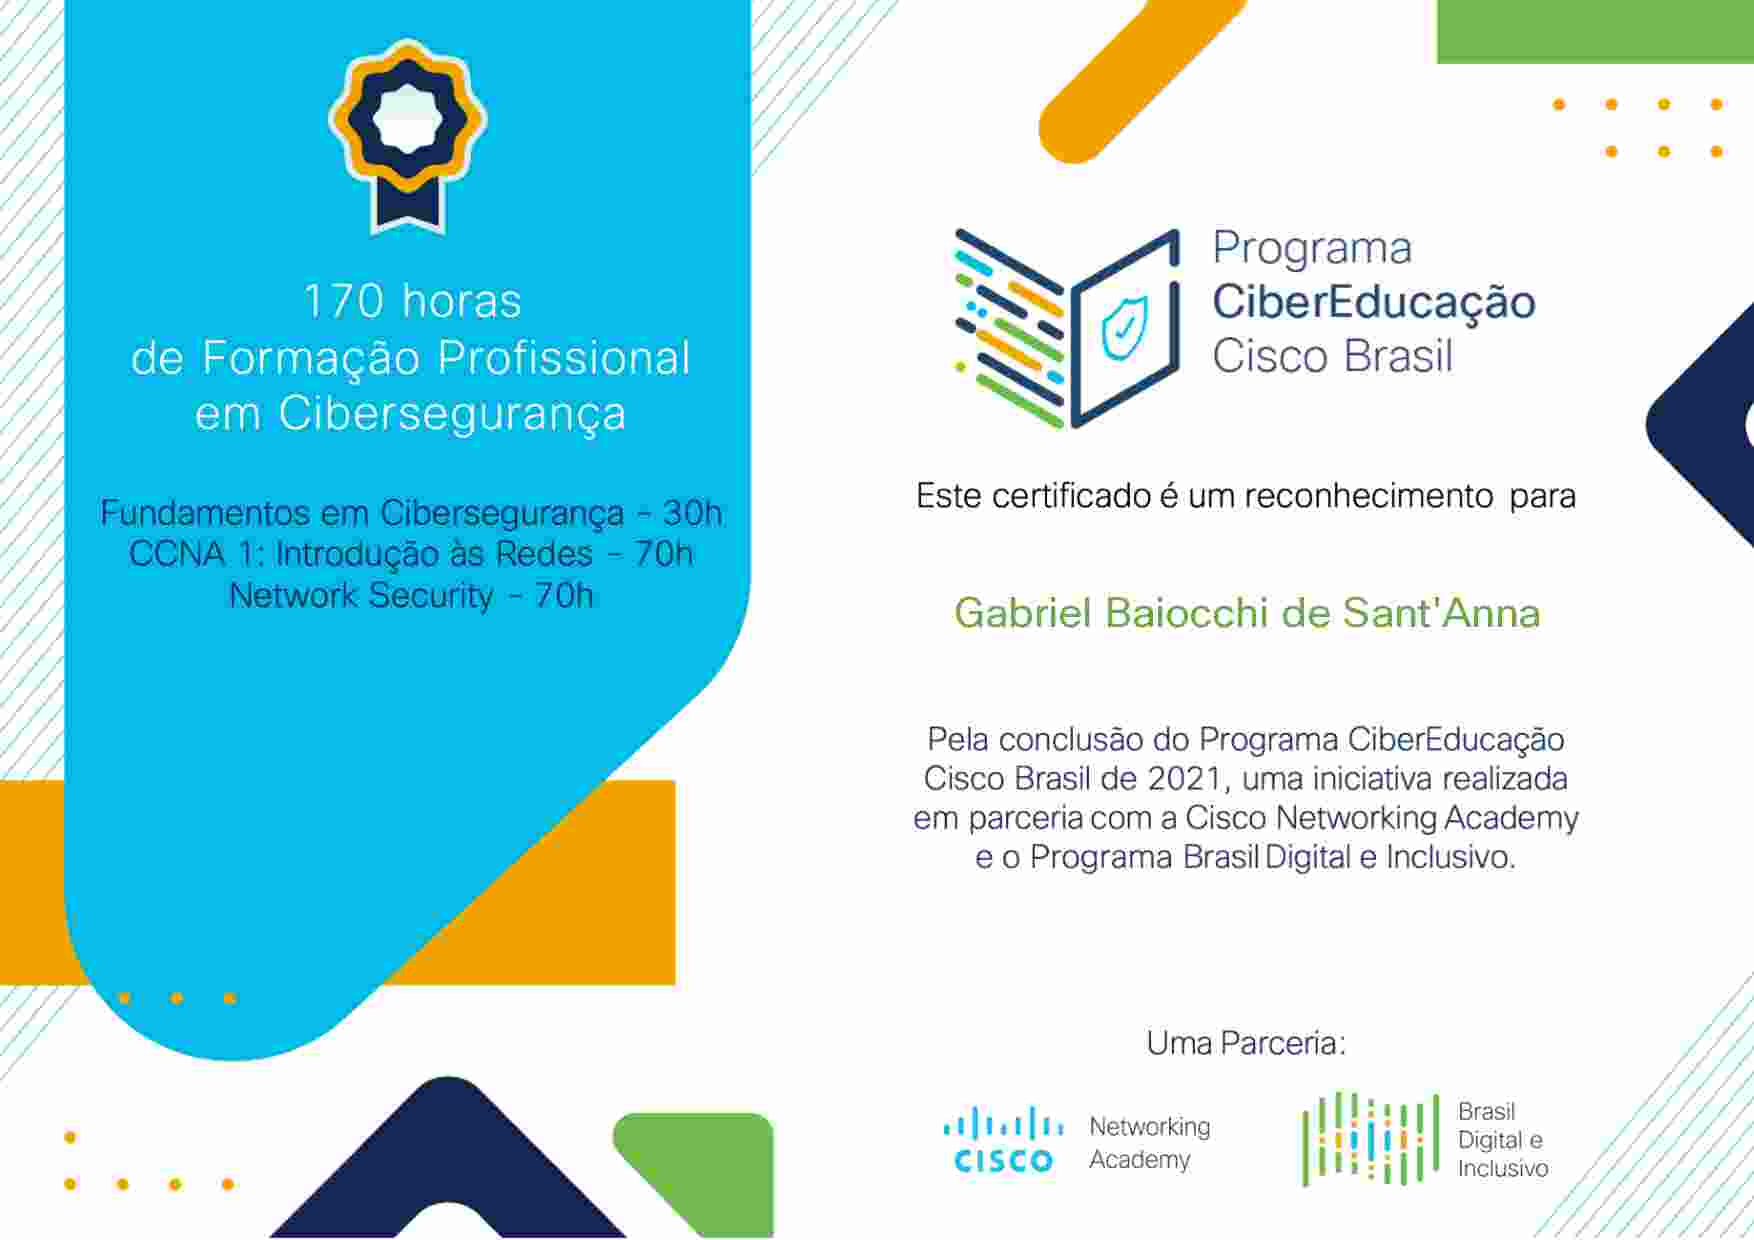 170 horas
de Formação Profissional
em Cibersegurança
Fundamentos em Cibersegurança - 30h
CCNA 1: Introdução às Redes - 70h
Network Security - 70h
Programa
CiberEducação
Cisco Brasil
Este certificado é um reconhecimento para
Gabriel Baiocchi de Sant'Anna
Pela conclusão do Programa CiberEducação
Cisco Brasil de 2021, uma iniciativa realizada
em parceria com a Cisco Networking Academy
e o Programa Brasil Digital e Inclusivo.
Uma Parceria:
CISCO
Networking
Academy
Brasil
Digital e
Inclusivo